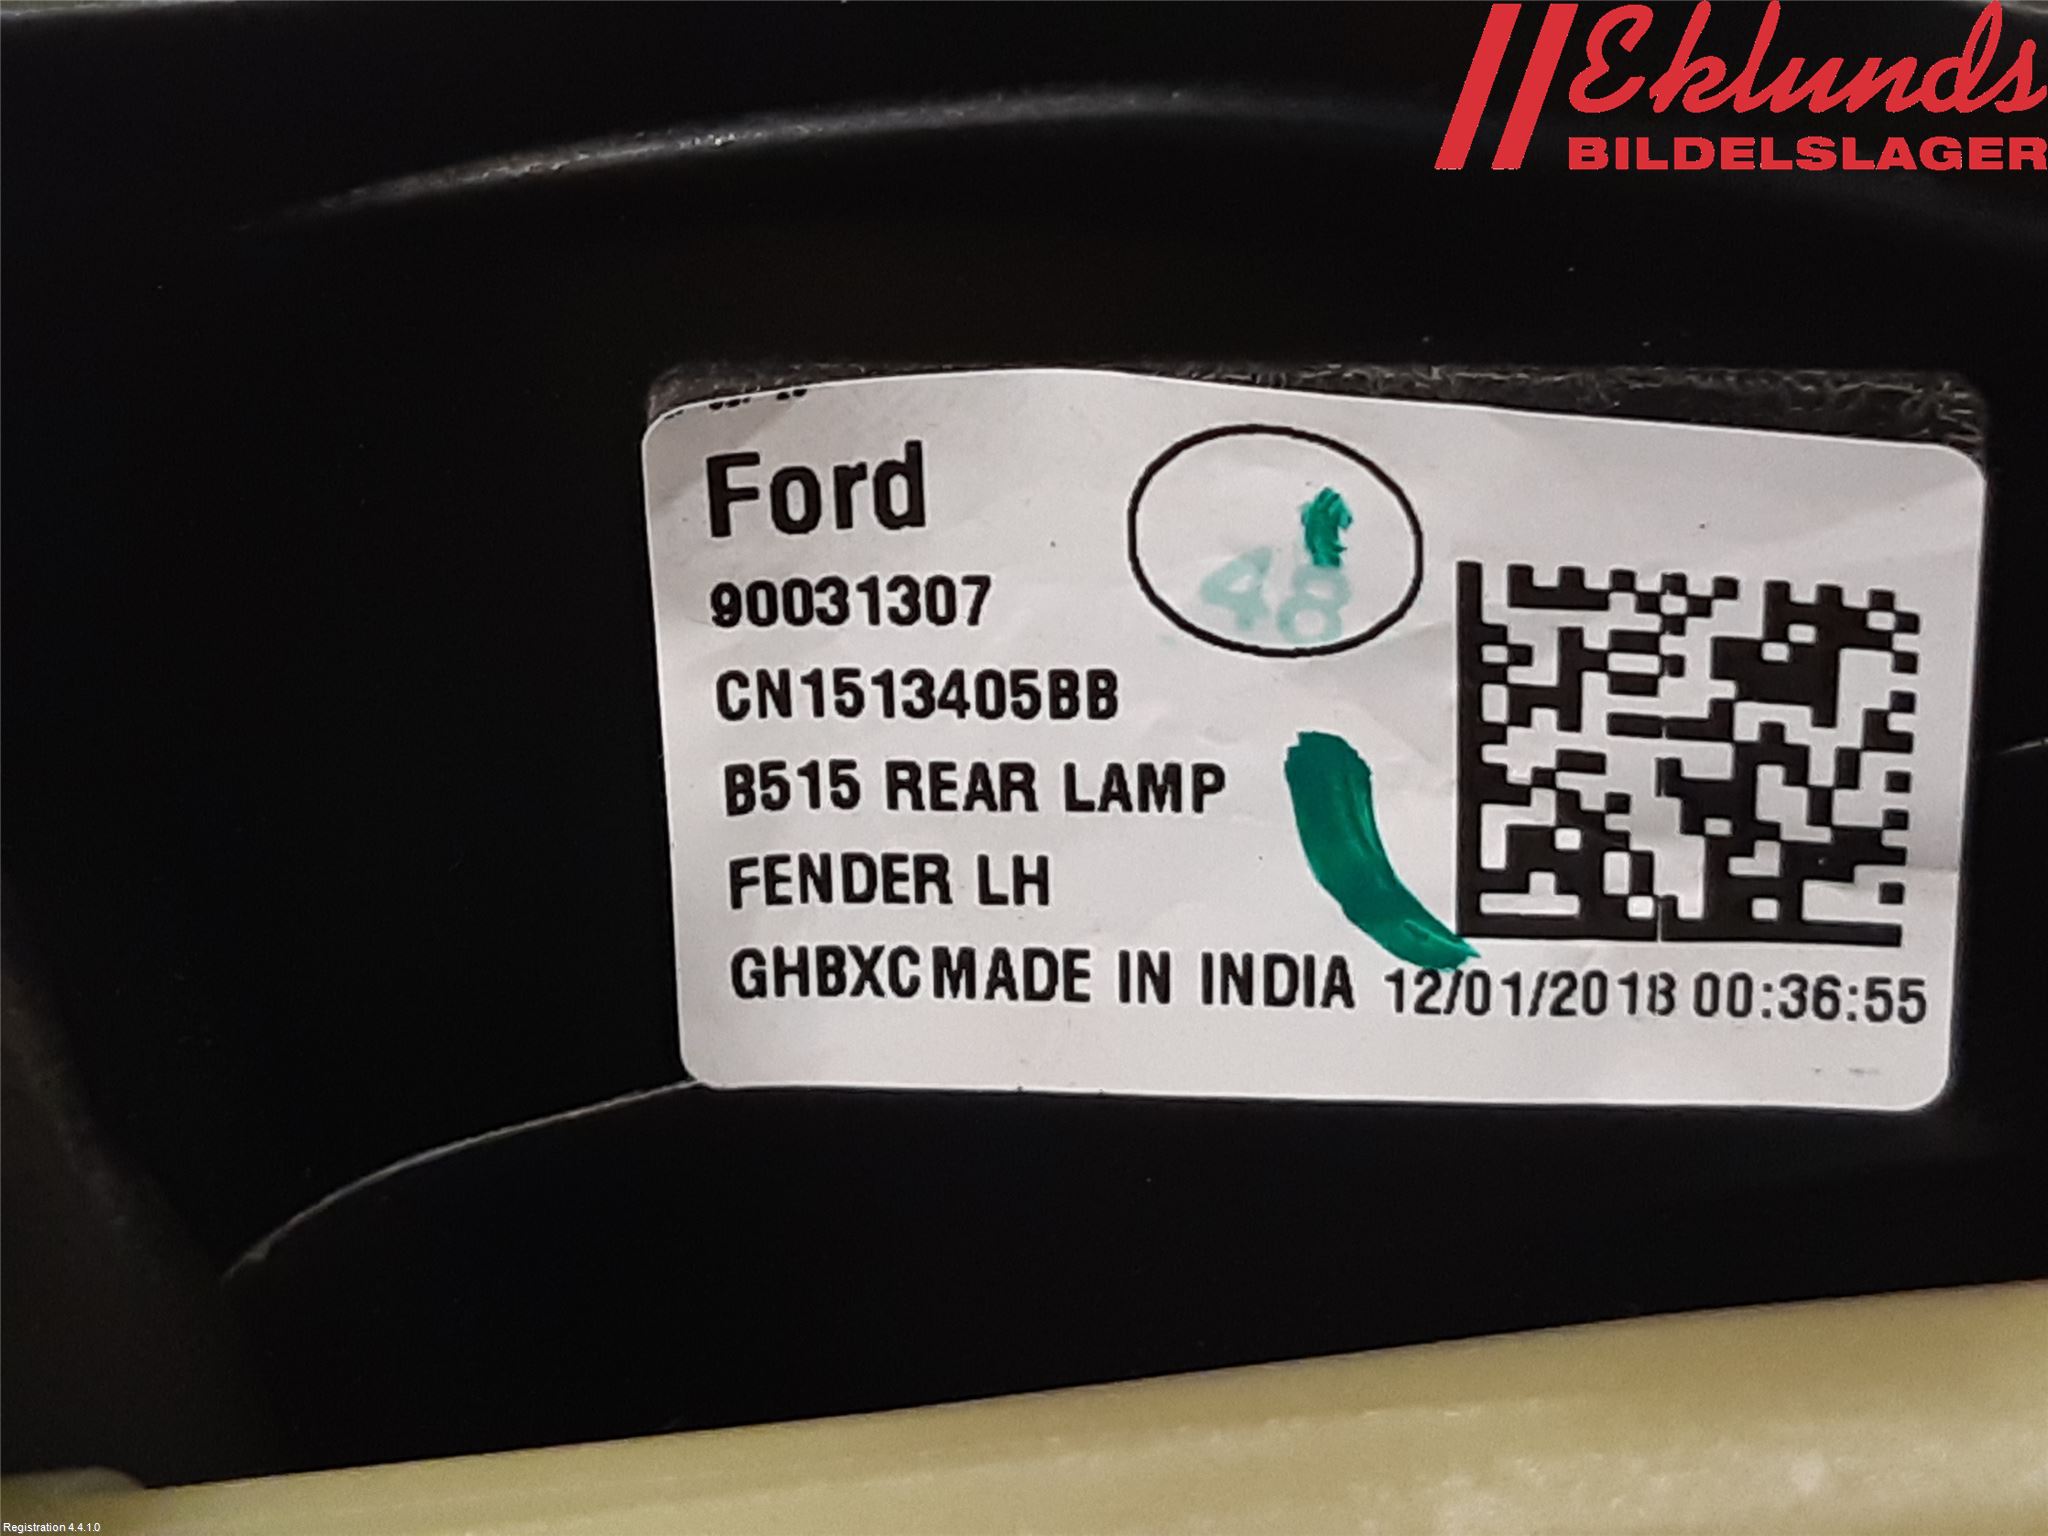 Eklunds
BILDELSLAGER
Ford
48
90031307
CN1513405BB
B515 REAR LAMP
FENDER LH
GHBXC MADE IN INDIA 12/01/2018 00:36:55
Registration 4.4.1.0